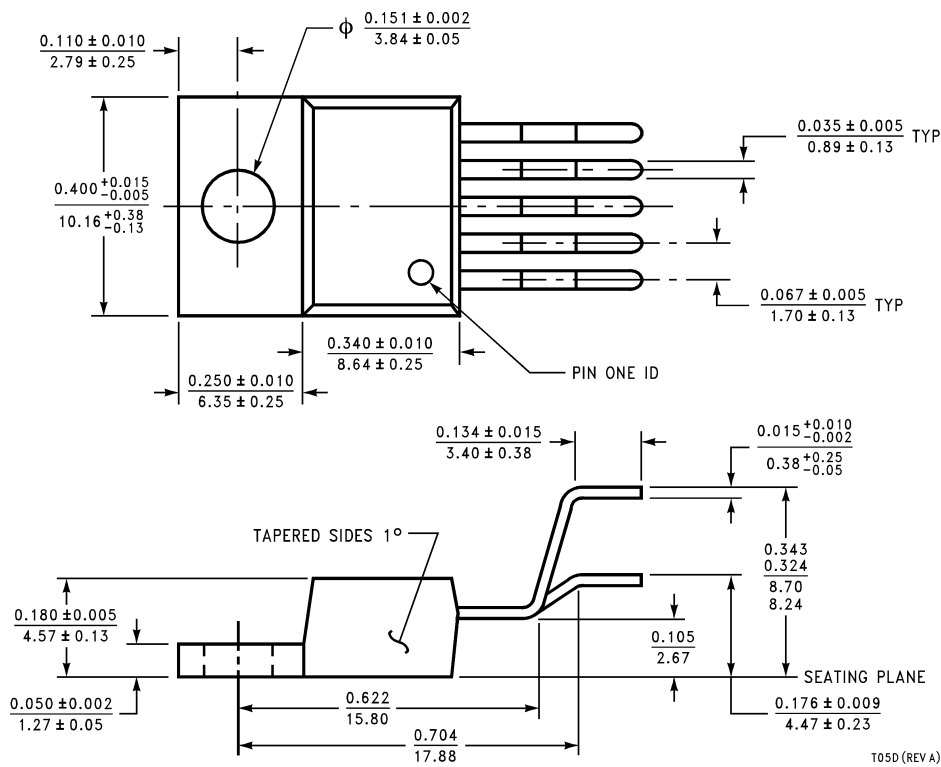 ϕ 0.151 ± 0.002
3.84 ± 0.05
0.110 ± 0.010
2.79 ± 0.25
0.035 ± 0.005 TYP
0.89 ± 0.13
0.400 +0.015 -0.005
10.16 +0.38 -0.13
0.067 ± 0.005 TYP
1.70 ± 0.13
0.340 ± 0.010
8.64 ± 0.25
PIN ONE ID
0.250 ± 0.010
6.35 ± 0.25
0.134 ± 0.015
3.40 ± 0.38
0.015 +0.010 -0.002
0.38 +0.25 -0.05
TAPERED SIDES 1°
0.343
0.324
8.70
8.24
0.180 ± 0.005
4.57 ± 0.13
0.105
2.67
SEATING PLANE
0.050 ± 0.002
1.27 ± 0.05
0.622
15.80
0.176 ± 0.009
4.47 ± 0.23
0.704
17.88
T05D (REV A)